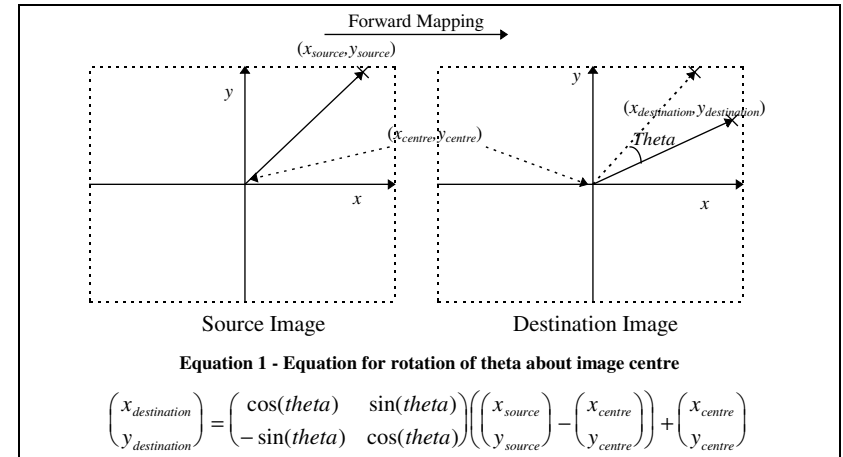 Forward Mapping
(x_source,y_source)
y
x
(x_centre,y_centre)
y
(x_destination,y_destination)
Theta
x
Source Image
Destination Image
Equation 1 - Equation for rotation of theta about image centre
(x_destination y_destination) = (cos(theta) sin(theta) −sin(theta) cos(theta))((x_source y_source) − (x_centre y_centre)) + (x_centre y_centre)